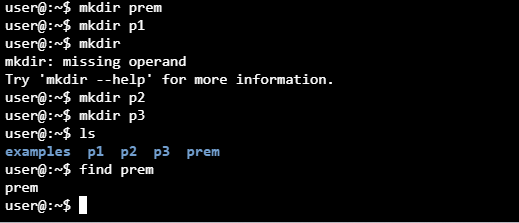 user@:~$ mkdir prem
user@:~$ mkdir p1
user@:~$ mkdir
mkdir: missing operand
Try 'mkdir --help' for more information.
user@:~$ mkdir p2
user@:~$ mkdir p3
user@:~$ ls
examples  p1  p2  p3  prem
user@:~$ find prem
prem
user@:~$